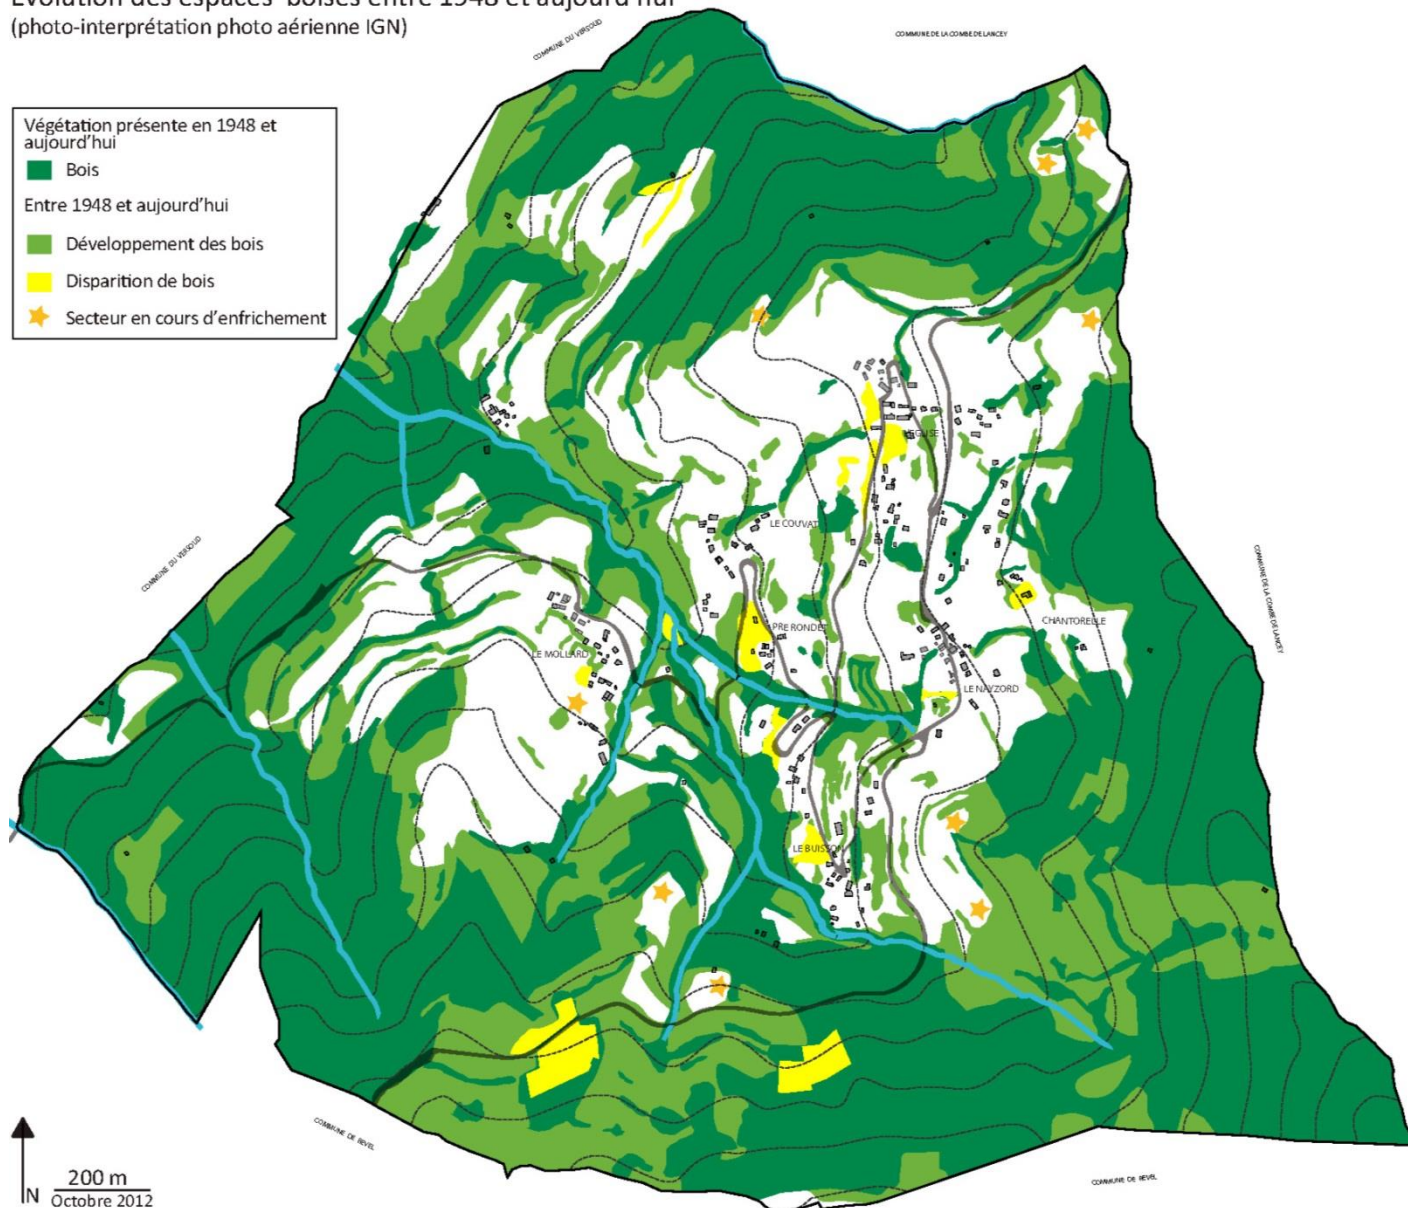 Evolution des espaces boisés entre 1948 et aujourd'hui
(photo-interprétation photo aérienne IGN)
COMMUNE DU VERSOUD
COMMUNE DE LA COMBE DE LANCEY
Végétation présente en 1948 et
aujourd'hui
Bois
Entre 1948 et aujourd'hui
Développement des bois
Disparition de bois
Secteur en cours d'enfrichement
L'EGLISE
LE COUVAT
COMMUNE DU VERSOUD
COMMUNE DE LA COMBE DE LANCEY
CHANTORELLE
PRE RONDET
LE MOLLARD
LE NAYZORD
LE BUISSON
COMMUNE DE REVEL
COMMUNE DE REVEL
200 m
N
Octobre 2012